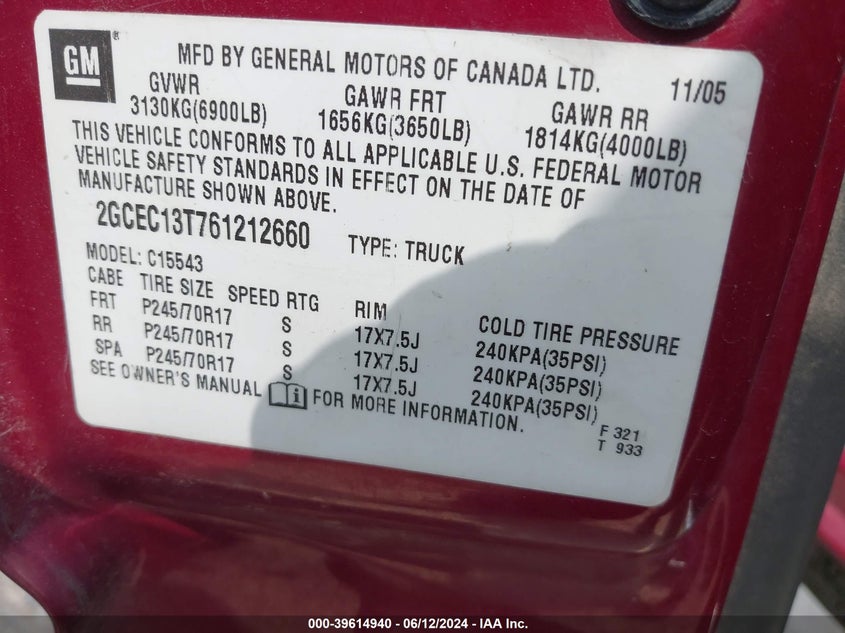 GM ®
MFD BY GENERAL MOTORS OF CANADA LTD. 11/05
GVWR GAWR FRT GAWR RR
3130KG(6900LB) 1656KG(3650LB) 1814KG(4000LB)
THIS VEHICLE CONFORMS TO ALL APPLICABLE U.S. FEDERAL MOTOR
VEHICLE SAFETY STANDARDS IN EFFECT ON THE DATE OF
MANUFACTURE SHOWN ABOVE.
2GCEC13T761212660 TYPE: TRUCK
MODEL: C15543
CABE TIRE SIZE SPEED RTG RIM COLD TIRE PRESSURE
FRT P245/70R17 S 17X7.5J 240KPA(35PSI)
RR P245/70R17 S 17X7.5J 240KPA(35PSI)
SPA P245/70R17 S 17X7.5J 240KPA(35PSI)
SEE OWNER'S MANUAL i FOR MORE INFORMATION.
F 321
T 933
000-39614940 - 06/12/2024 - IAA Inc.